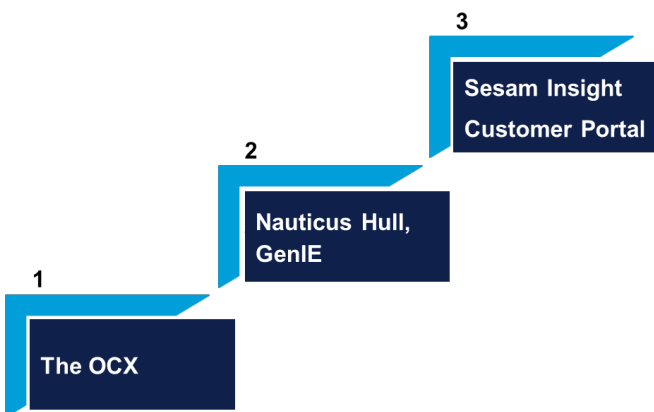 3
Sesam Insight
Customer Portal
2
Nauticus Hull,
GenIE
1
The OCX